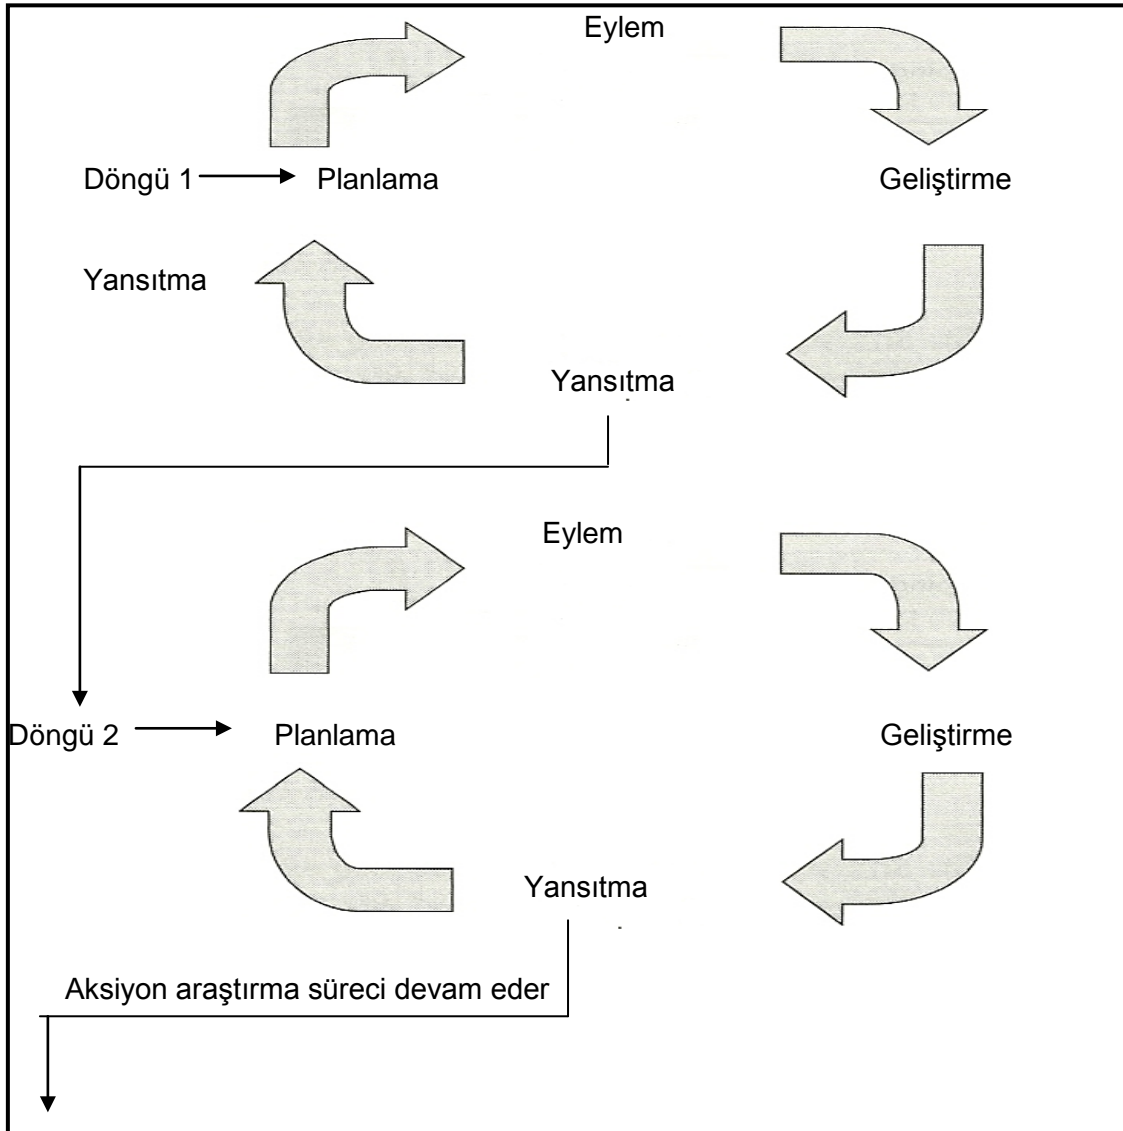 Eylem
Döngü 1 Planlama Geliştirme
Yansıtma
Yansıtma
Eylem
Döngü 2 Planlama Geliştirme
Yansıtma
Aksiyon araştırma süreci devam eder